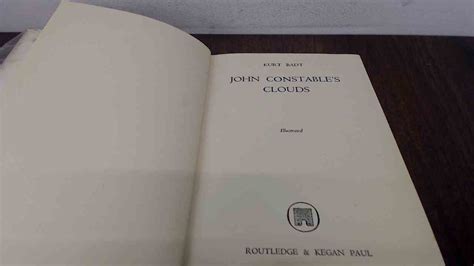 KURT BADT
JOHN CONSTABLE'S
CLOUDS
Illustrated
ROUTLEDGE & KEGAN PAUL